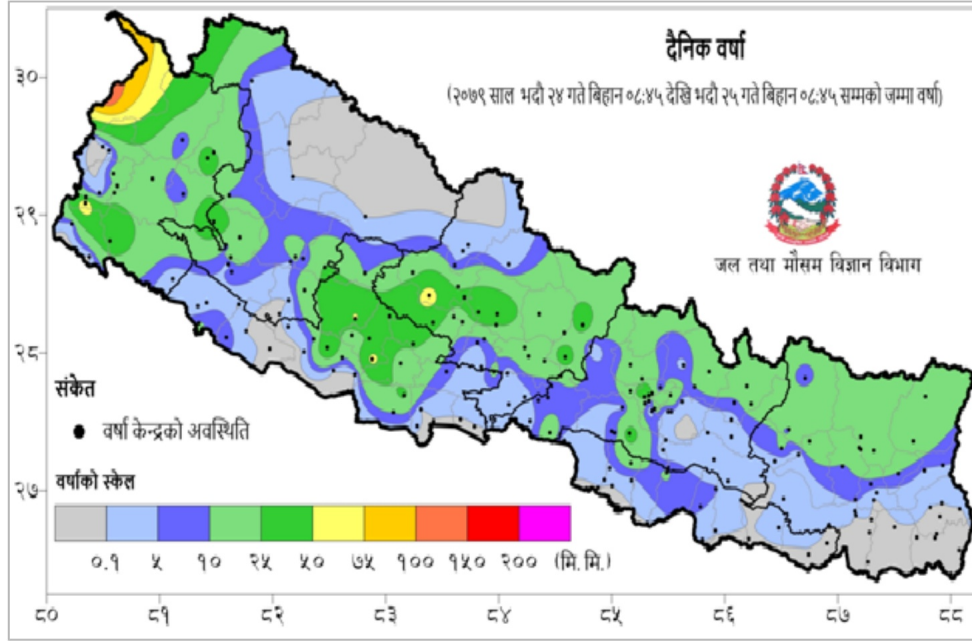 दैनिक वर्षा
(२०७९ साल भदौ २४ गते बिहान ०८:४५ देखि भदौ २५ गते बिहान ०८:४५ सम्मको जम्मा वर्षा)
जल तथा मौसम विज्ञान विभाग
३०
२९
२८
२७
संकेत
वर्षा केन्द्रको अवस्थिति
वर्षाको स्केल
०.१ ५ १० २५ ५० ७५ १०० १५० २०० (मि.मि.)
८० ८१ ८२ ८३ ८४ ८५ ८६ ८७ ८८